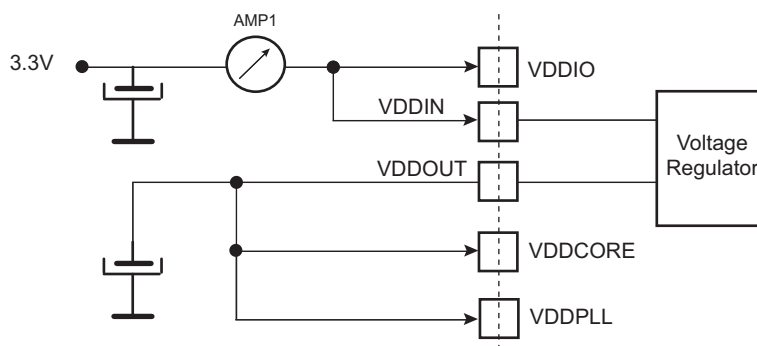 AMP1
3.3V
VDDIO
VDDIN
Voltage
Regulator
VDDOUT
VDDCORE
VDDPLL